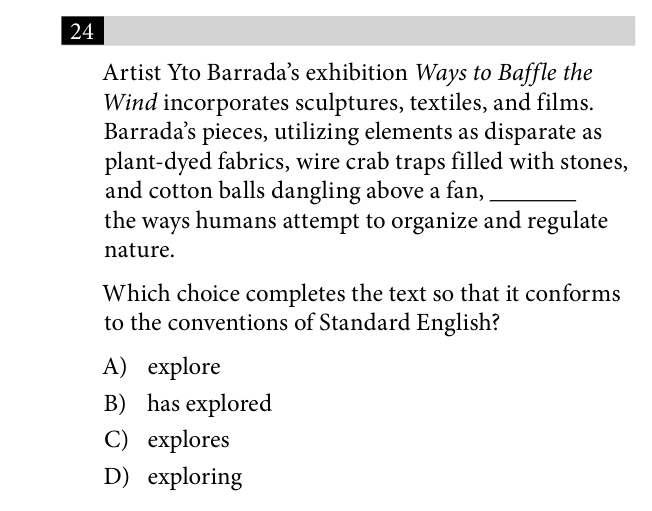 24
Artist Yto Barrada’s exhibition Ways to Baffle the
Wind incorporates sculptures, textiles, and films.
Barrada’s pieces, utilizing elements as disparate as
plant-dyed fabrics, wire crab traps filled with stones,
and cotton balls dangling above a fan, _______
the ways humans attempt to organize and regulate
nature.
Which choice completes the text so that it conforms
to the conventions of Standard English?
A) explore
B) has explored
C) explores
D) exploring